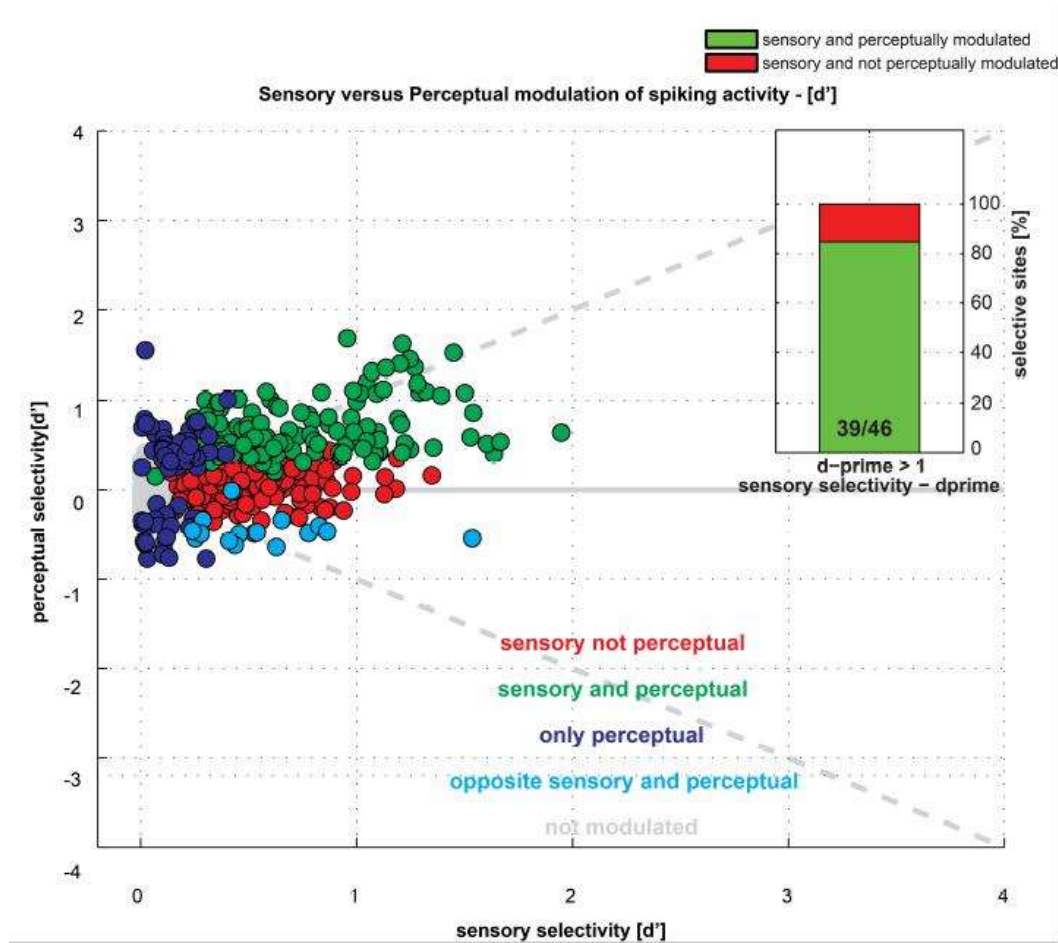 sensory and perceptually modulated
sensory and not perceptually modulated
Sensory versus Perceptual modulation of spiking activity - [d']
4
3
2
1
0
-1
-2
-3
-4
perceptual selectivity[d']
100
80
60
40
20
0
selective sites [%]
39/46
d-prime > 1
sensory selectivity – dprime
sensory not perceptual
sensory and perceptual
only perceptual
opposite sensory and perceptual
not modulated
0
1
2
3
4
sensory selectivity [d']